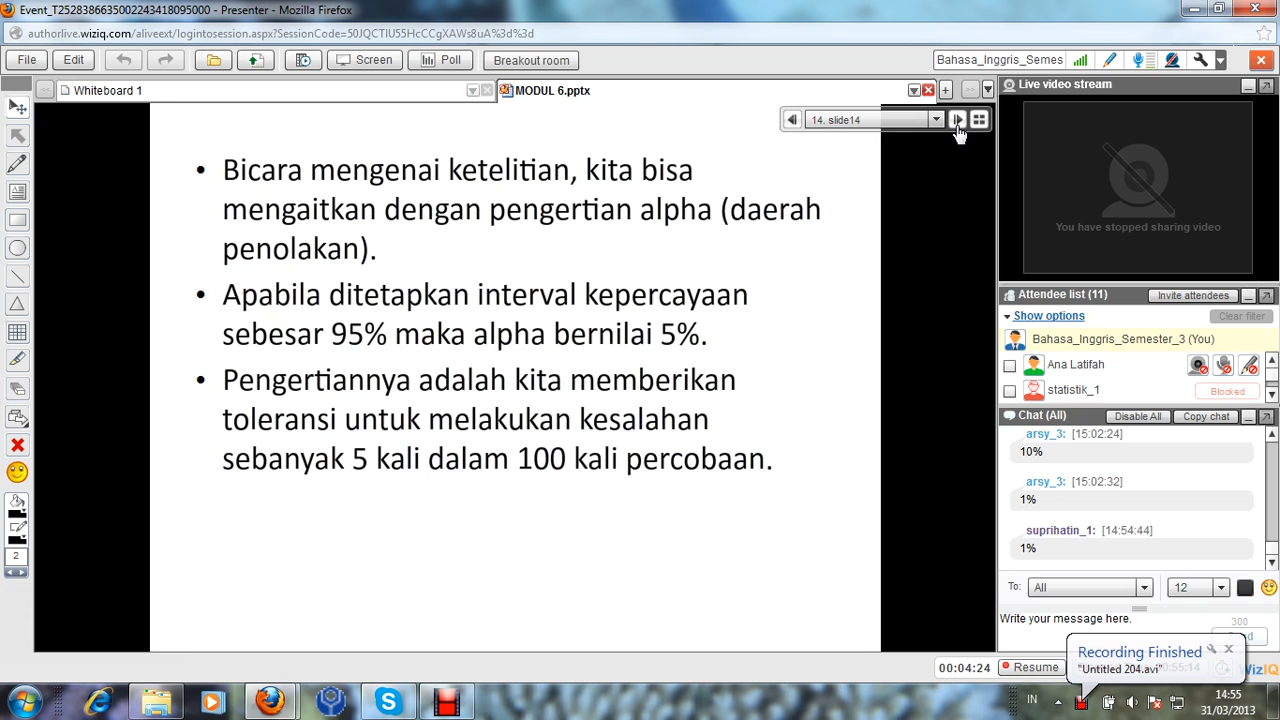 Event_T2528386635002243418095000 - Presenter - Mozilla Firefox
authorlive.wiziq.com/aliveext/logintosession.aspx?SessionCode=50JQCTIU55HcCCgXAWs8uA%3d%3d
File Edit Screen Poll Breakout room Bahasa_Inggris_Semes
Whiteboard 1 MODUL 6.pptx
14. slide14
• Bicara mengenai ketelitian, kita bisa
mengaitkan dengan pengertian alpha (daerah
penolakan).
• Apabila ditetapkan interval kepercayaan
sebesar 95% maka alpha bernilai 5%.
• Pengertiannya adalah kita memberikan
toleransi untuk melakukan kesalahan
sebanyak 5 kali dalam 100 kali percobaan.
2
Live video stream
You have stopped sharing video
Attendee list (11) Invite attendees
Show options Clear filter
Bahasa_Inggris_Semester_3 (You)
Ana Latifah
statistik_1 Blocked
Chat (All) Disable All Copy chat
arsy_3: [15:02:24]
10%
arsy_3: [15:02:32]
1%
suprihatin_1: [14:54:44]
1%
To: All 12
Write your message here.
300
Recording Finished
"Untitled 204.avi"
00:04:24 Resume WizIQ
IN
14:55
31/03/2013